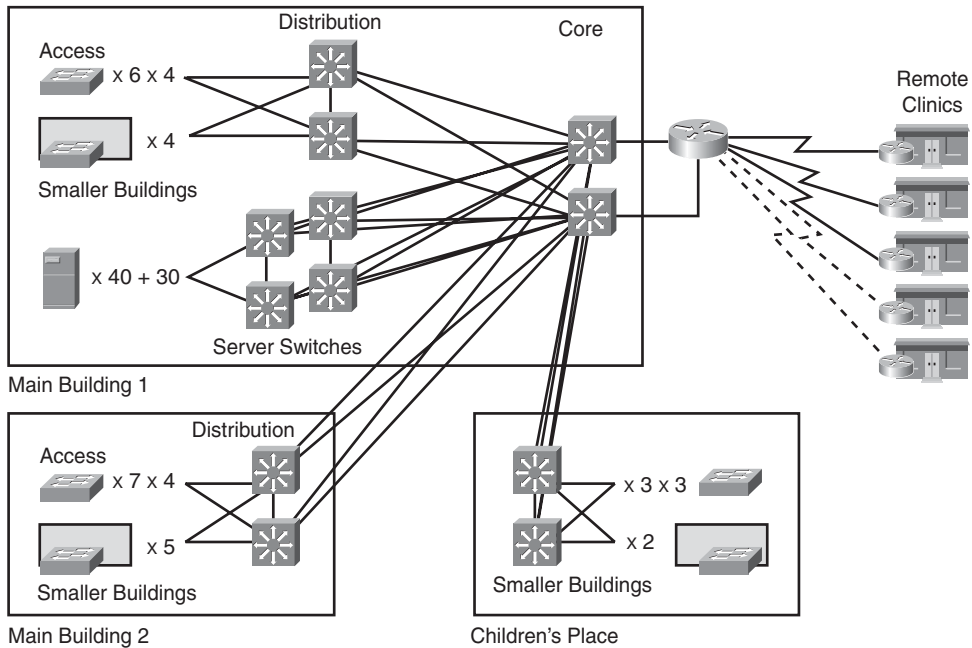 Distribution
Core
Access
x 6 x 4
x 4
Smaller Buildings
x 40 + 30
Server Switches
Main Building 1
Remote
Clinics
Distribution
Access
x 7 x 4
x 5
Smaller Buildings
Main Building 2
x 3 x 3
x 2
Smaller Buildings
Children's Place